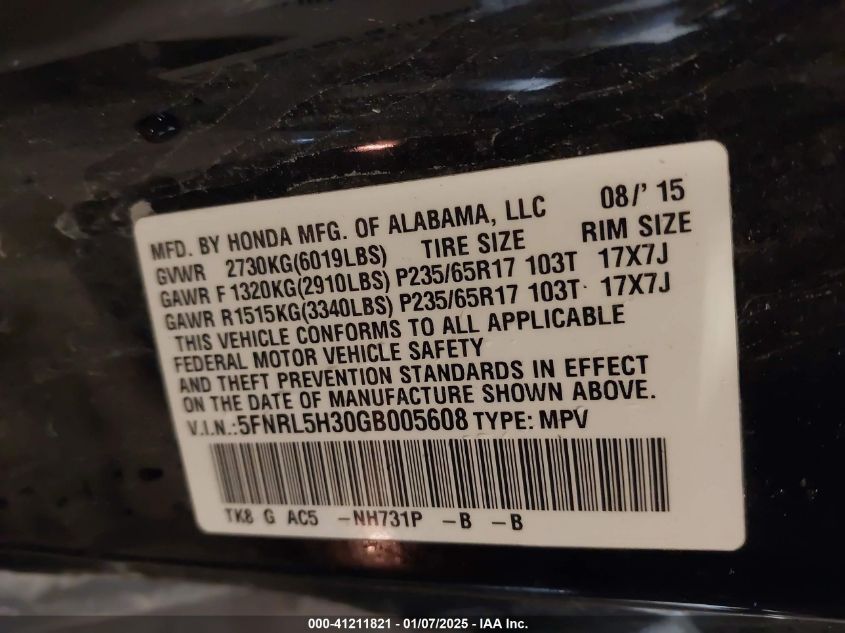 MFD. BY HONDA MFG. OF ALABAMA, LLC 08/' 15
GVWR 2730KG(6019LBS) TIRE SIZE RIM SIZE
GAWR F 1320KG(2910LBS) P235/65R17 103T 17X7J
GAWR R1515KG(3340LBS) P235/65R17 103T 17X7J
THIS VEHICLE CONFORMS TO ALL APPLICABLE
FEDERAL MOTOR VEHICLE SAFETY
AND THEFT PREVENTION STANDARDS IN EFFECT
ON THE DATE OF MANUFACTURE SHOWN ABOVE.
V.I.N.:5FNRL5H30GB005608 TYPE: MPV
TK8 G AC5 -NH731P -B -B
000-41211821 - 01/07/2025 - IAA Inc.